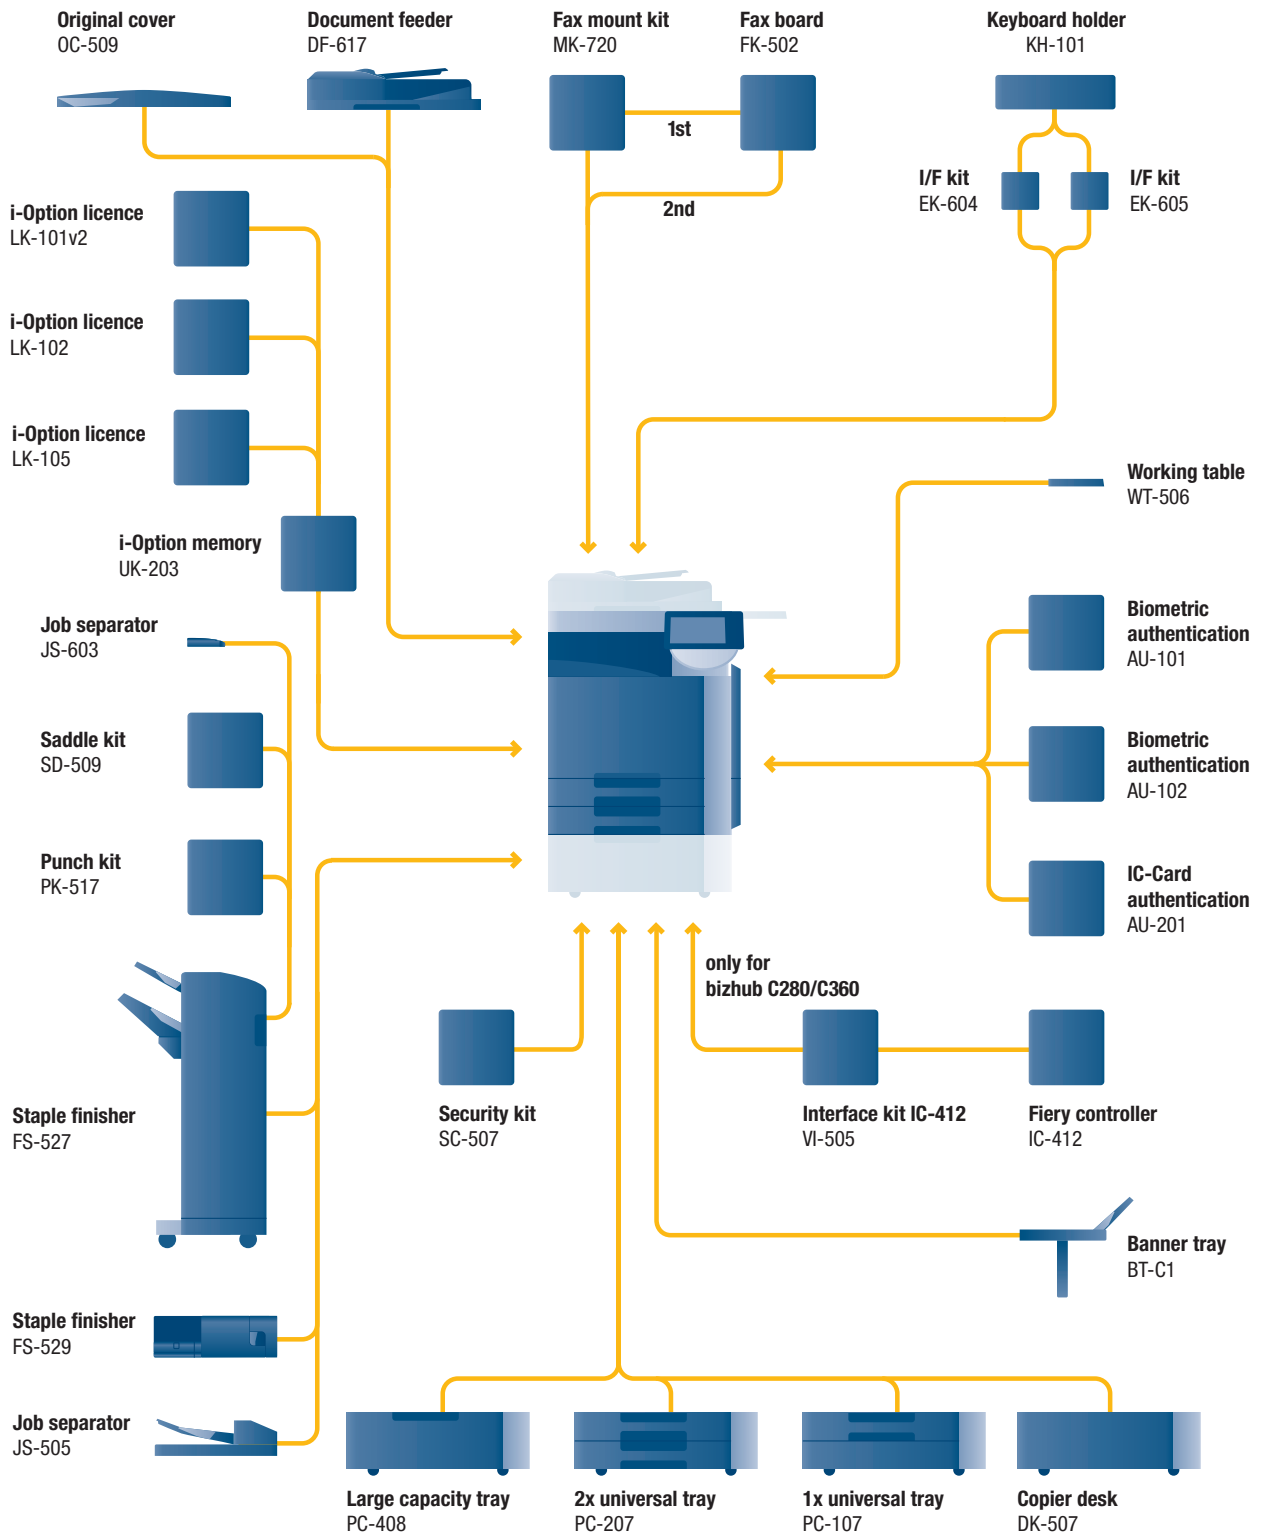 Original cover
OC-509
Document feeder
DF-617
Fax mount kit
MK-720
Fax board
FK-502
Keyboard holder
KH-101
1st
2nd
I/F kit
EK-604
I/F kit
EK-605
i-Option licence
LK-101v2
i-Option licence
LK-102
i-Option licence
LK-105
i-Option memory
UK-203
Working table
WT-506
Job separator
JS-603
Biometric
authentication
AU-101
Saddle kit
SD-509
Biometric
authentication
AU-102
Punch kit
PK-517
IC-Card
authentication
AU-201
only for
bizhub C280/C360
Staple finisher
FS-527
Security kit
SC-507
Interface kit IC-412
VI-505
Fiery controller
IC-412
Banner tray
BT-C1
Staple finisher
FS-529
Job separator
JS-505
Large capacity tray
PC-408
2x universal tray
PC-207
1x universal tray
PC-107
Copier desk
DK-507